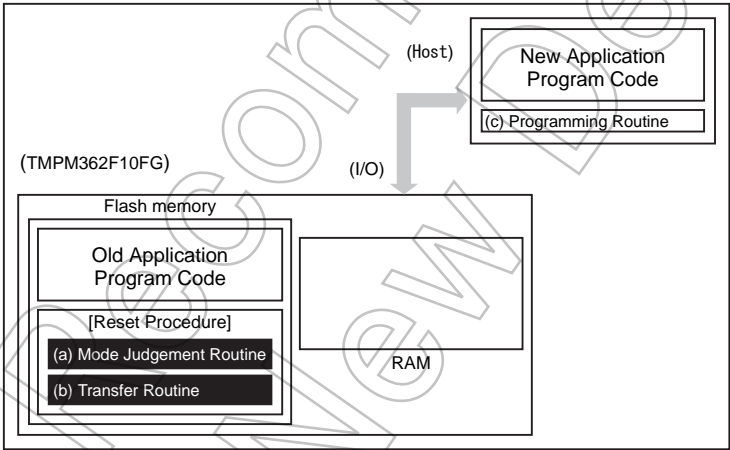 (Host)
New Application
Program Code
(c) Programming Routine
(TMPM362F10FG)
(I/O)
Flash memory
Old Application
Program Code
[Reset Procedure]
(a) Mode Judgement Routine
(b) Transfer Routine
RAM